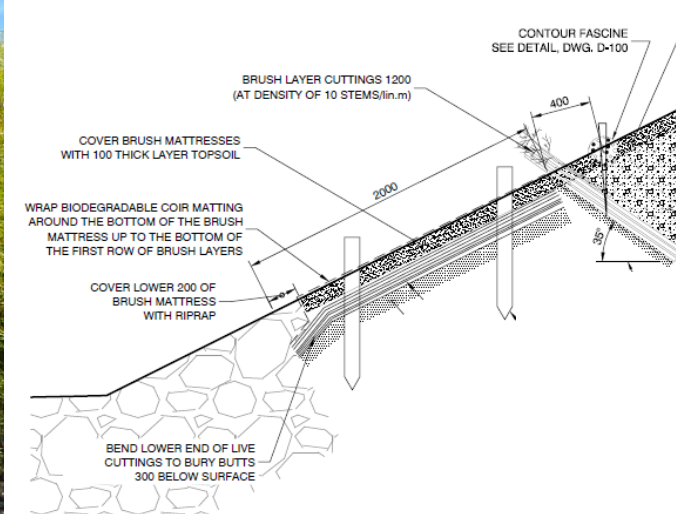 CONTOUR FASCINE
SEE DETAIL, DWG. D-100
BRUSH LAYER CUTTINGS 1200
(AT DENSITY OF 10 STEMS/lin.m)
400
COVER BRUSH MATTRESSES
WITH 100 THICK LAYER TOPSOIL
2000
WRAP BIODEGRADABLE COIR MATTING
AROUND THE BOTTOM OF THE BRUSH
MATTRESS UP TO THE BOTTOM OF
THE FIRST ROW OF BRUSH LAYERS
35°
COVER LOWER 200 OF
BRUSH MATTRESS
WITH RIPRAP
BEND LOWER END OF LIVE
CUTTINGS TO BURY BUTTS
300 BELOW SURFACE